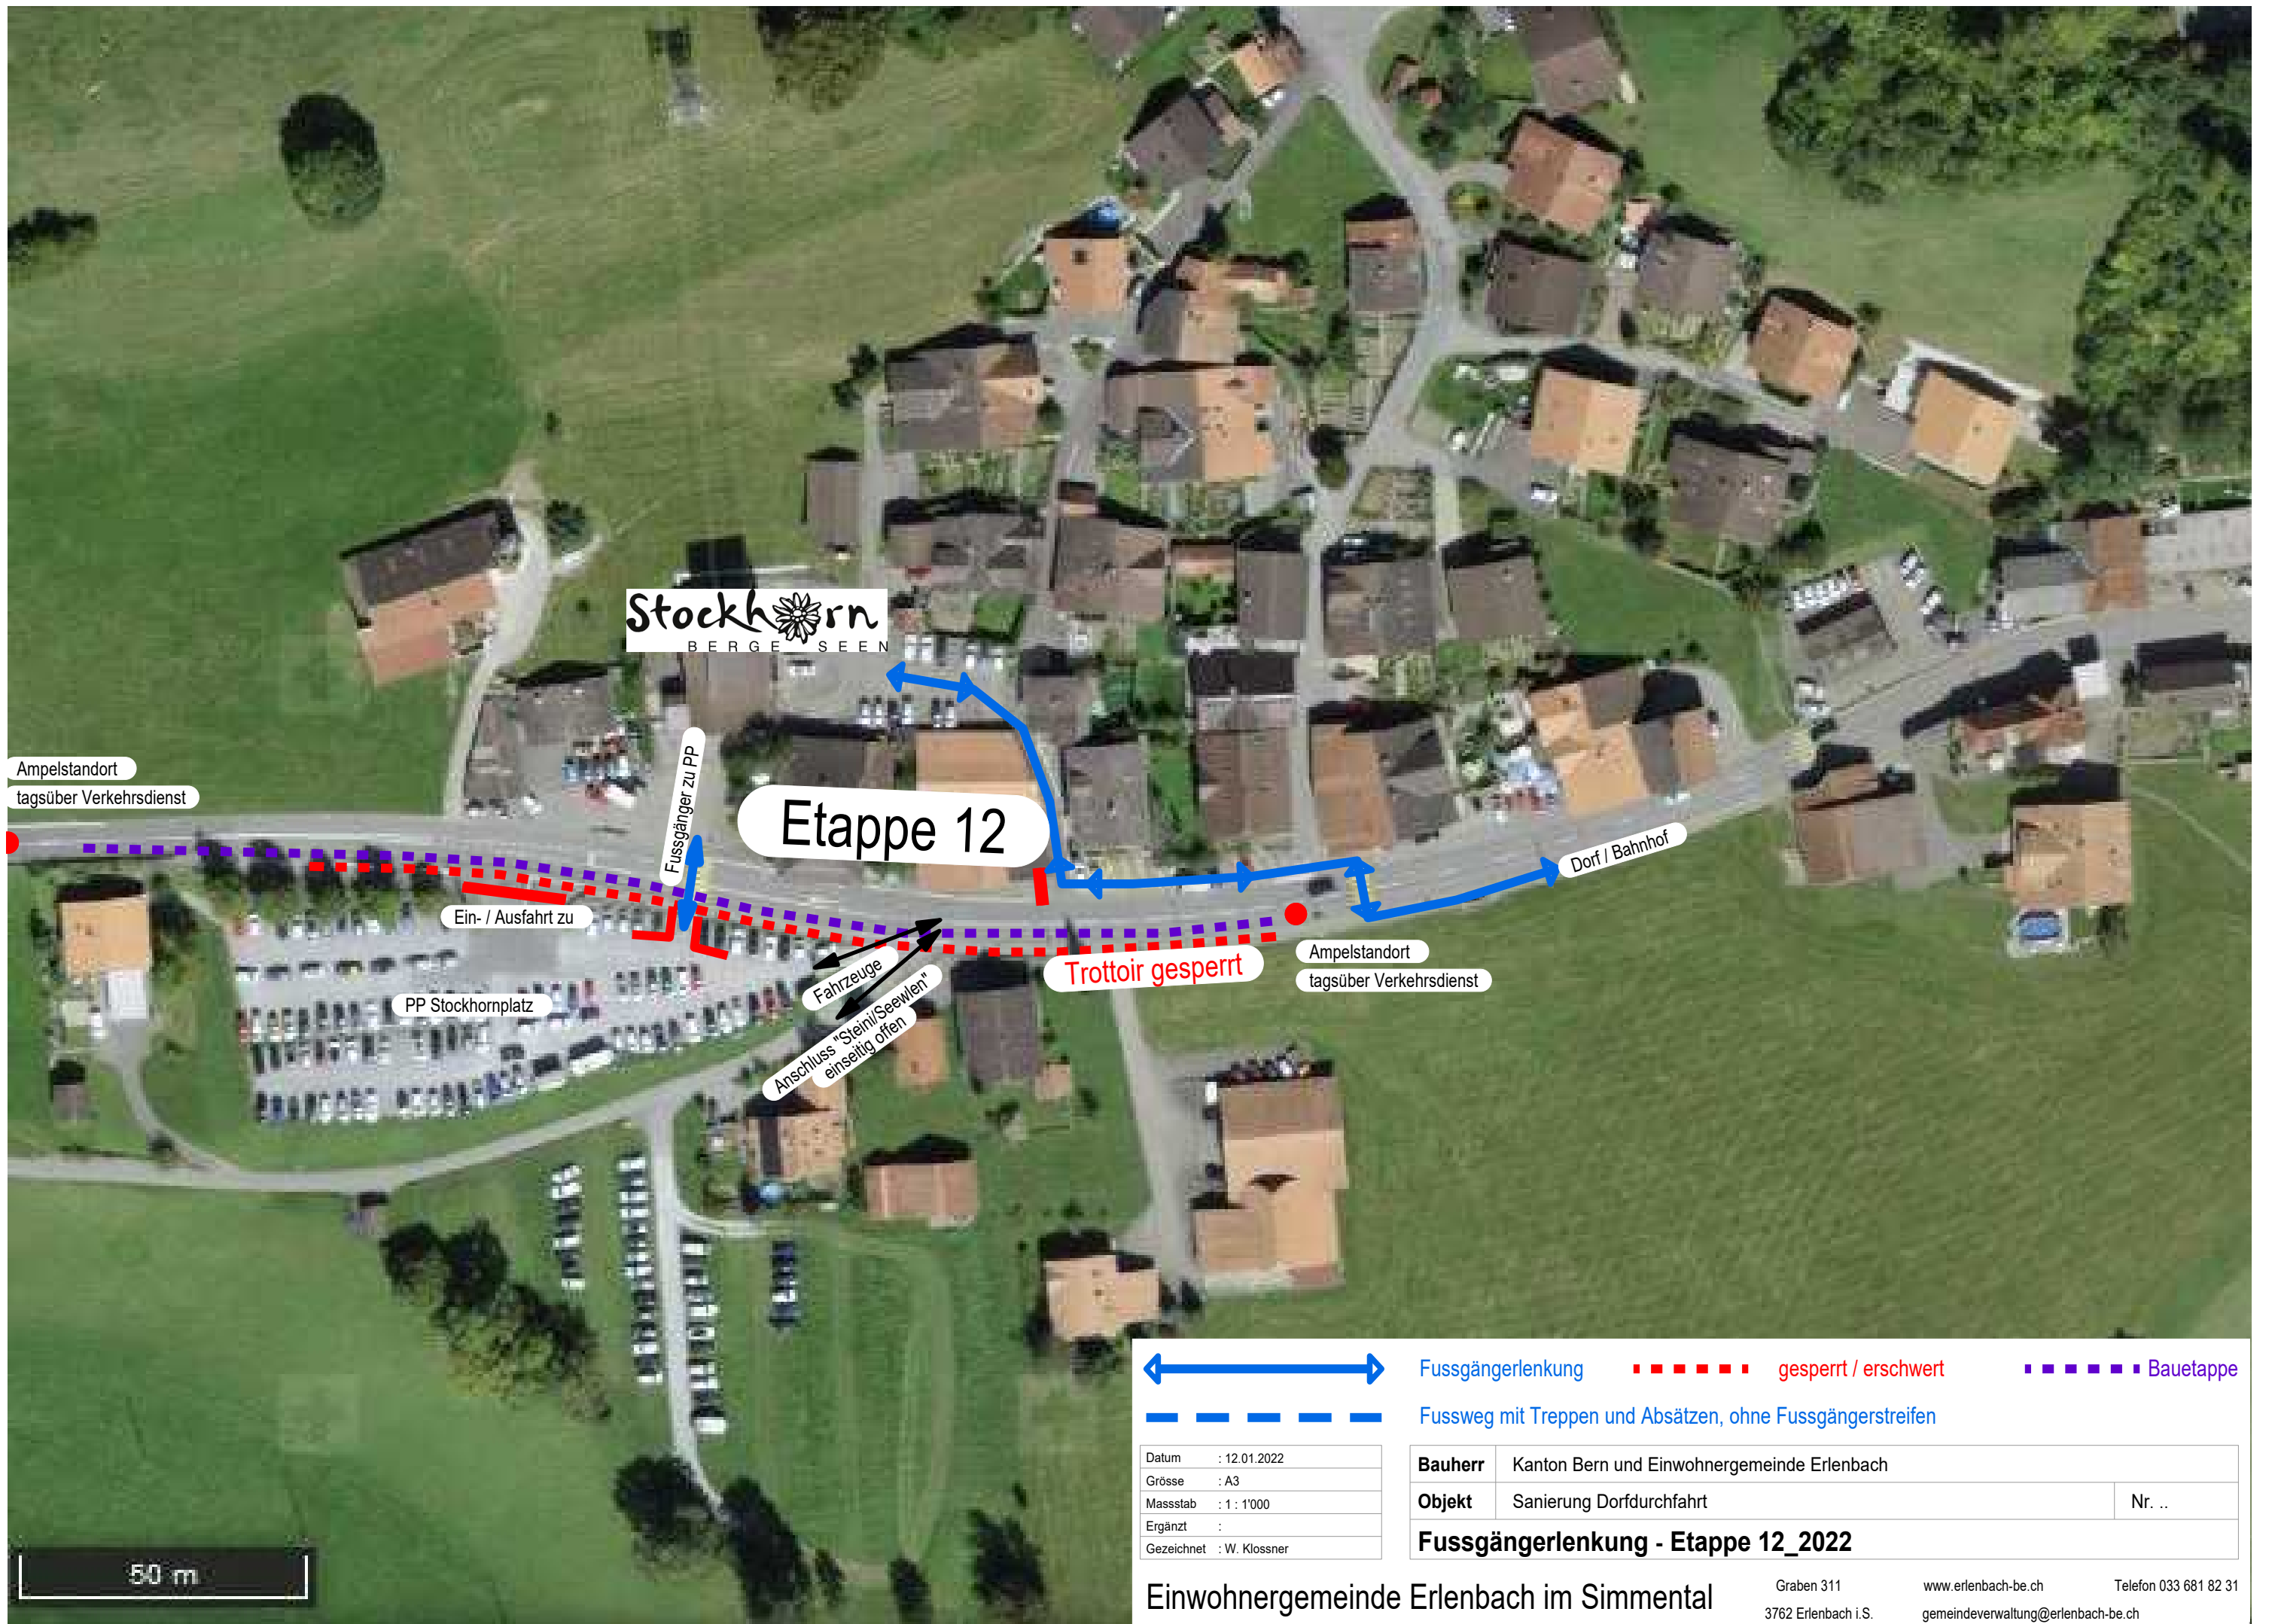 Stockhorn
BERGE SEEN
Ampelstandort
tagsüber Verkehrsdienst
Fussgänger zu PP
Etappe 12
Dorf / Bahnhof
Ein- / Ausfahrt zu
Fahrzeuge
Trottoir gesperrt
Ampelstandort
tagsüber Verkehrsdienst
PP Stockhornplatz
Anschluss "Steini/Seewlen"
einseitig offen
Fussgängerlenkung
gesperrt / erschwert
Bauetappe
Fussweg mit Treppen und Absätzen, ohne Fussgängerstreifen
Datum : 12.01.2022
Grösse : A3
Massstab : 1 : 1'000
Ergänzt :
Gezeichnet : W. Klossner
Bauherr Kanton Bern und Einwohnergemeinde Erlenbach
Objekt Sanierung Dorfdurchfahrt Nr. ..
Fussgängerlenkung - Etappe 12_2022
50 m
Einwohnergemeinde Erlenbach im Simmental
Graben 311 www.erlenbach-be.ch Telefon 033 681 82 31
3762 Erlenbach i.S. gemeindeverwaltung@erlenbach-be.ch